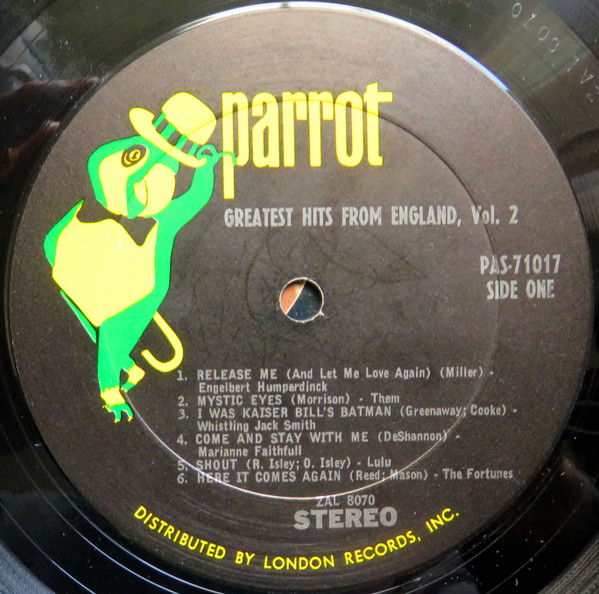 parrot
GREATEST HITS FROM ENGLAND, Vol. 2
PAS-71017
SIDE ONE
1. RELEASE ME (And Let Me Love Again) (Miller) -
Engelbert Humperdinck
2. MYSTIC EYES (Morrison) - Them
3. I WAS KAISER BILL'S BATMAN (Greenaway; Cooke) -
Whistling Jack Smith
4. COME AND STAY WITH ME (DeShannon) -
Marianne Faithfull
5. SHOUT (R. Isley; O. Isley) - Lulu
6. HERE IT COMES AGAIN (Reed; Mason) - The Fortunes
ZAL 8070
STEREO
DISTRIBUTED BY LONDON RECORDS, INC.